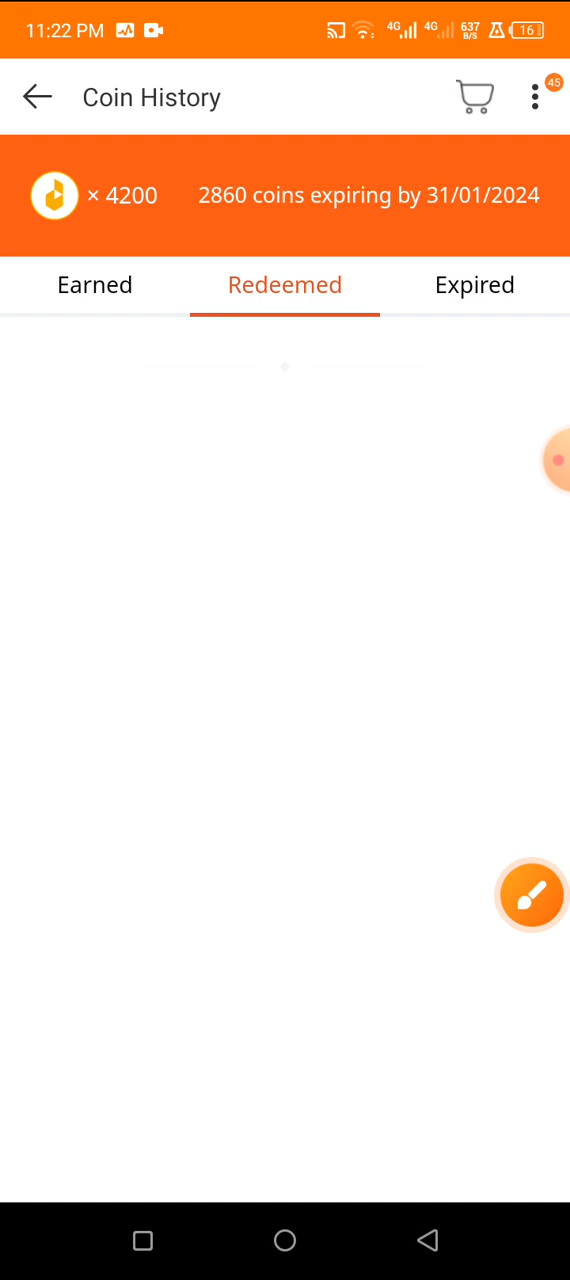 11:22 PM 4G 4G 637 B/S 16
Coin History 45
× 4200 2860 coins expiring by 31/01/2024
Earned Redeemed Expired